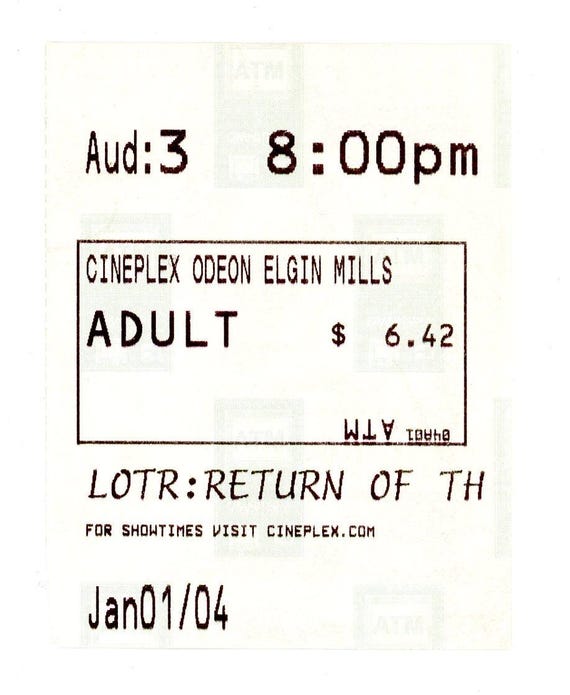 Aud:3 8:00pm
CINEPLEX ODEON ELGIN MILLS
ADULT $ 6.42
ATM
LOTR:RETURN OF TH
FOR SHOWTIMES VISIT CINEPLEX.COM
Jan01/04